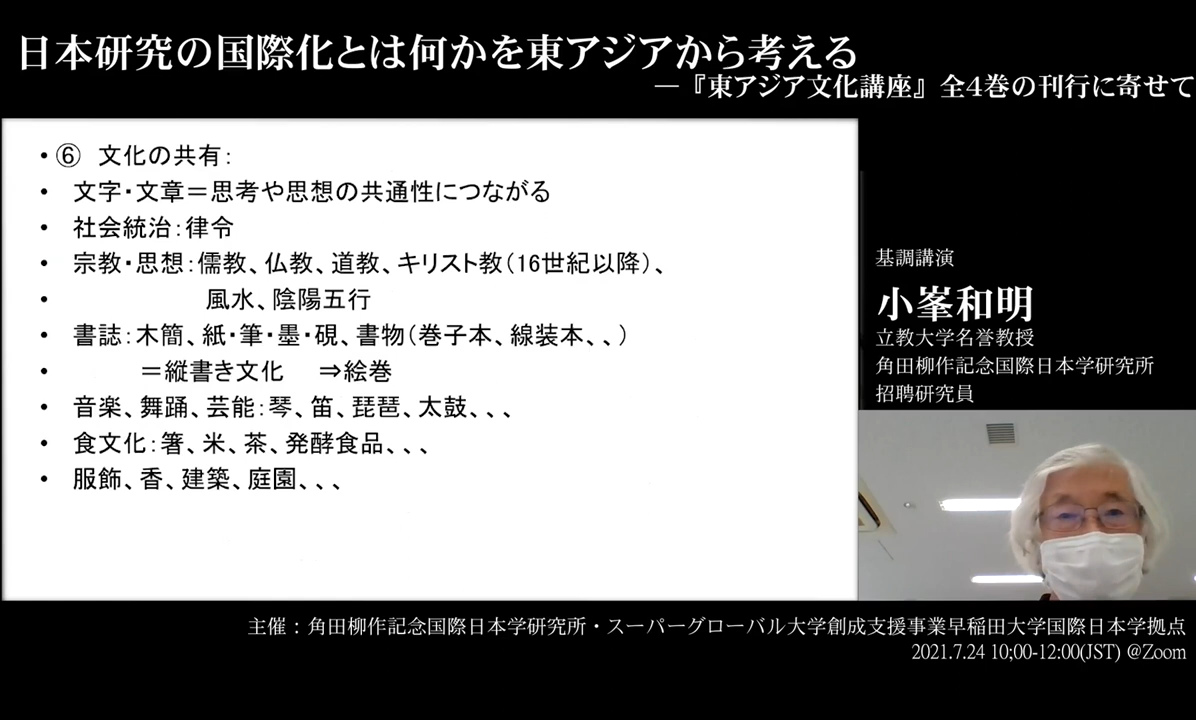 日本研究の国際化とは何かを東アジアから考える
―『東アジア文化講座』全4巻の刊行に寄せて
• ⑥ 文化の共有：
• 文字・文章＝思考や思想の共通性につながる
• 社会統治：律令
• 宗教・思想：儒教、仏教、道教、キリスト教（16世紀以降）、
• 風水、陰陽五行
• 書誌：木簡、紙・筆・墨・硯、書物（巻子本、線装本、、）
• ＝縦書き文化 ⇒絵巻
• 音楽、舞踊、芸能：琴、笛、琵琶、太鼓、、、
• 食文化：箸、米、茶、発酵食品、、、
• 服飾、香、建築、庭園、、、
基調講演
小峯和明
立教大学名誉教授
角田柳作記念国際日本学研究所
招聘研究員
主催：角田柳作記念国際日本学研究所・スーパーグローバル大学創成支援事業早稲田大学国際日本学拠点
2021.7.24 10;00-12:00(JST) @Zoom